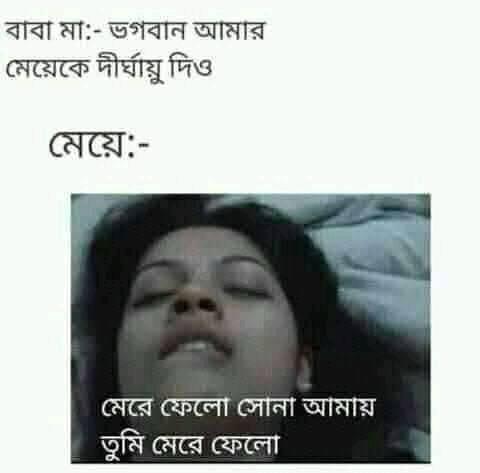 বাবা মা:- ভগবান আমার
মেয়েকে দীর্ঘায়ু দিও
মেয়ে:-
মেরে ফেলো সোনা আমায়
তুমি মেরে ফেলো